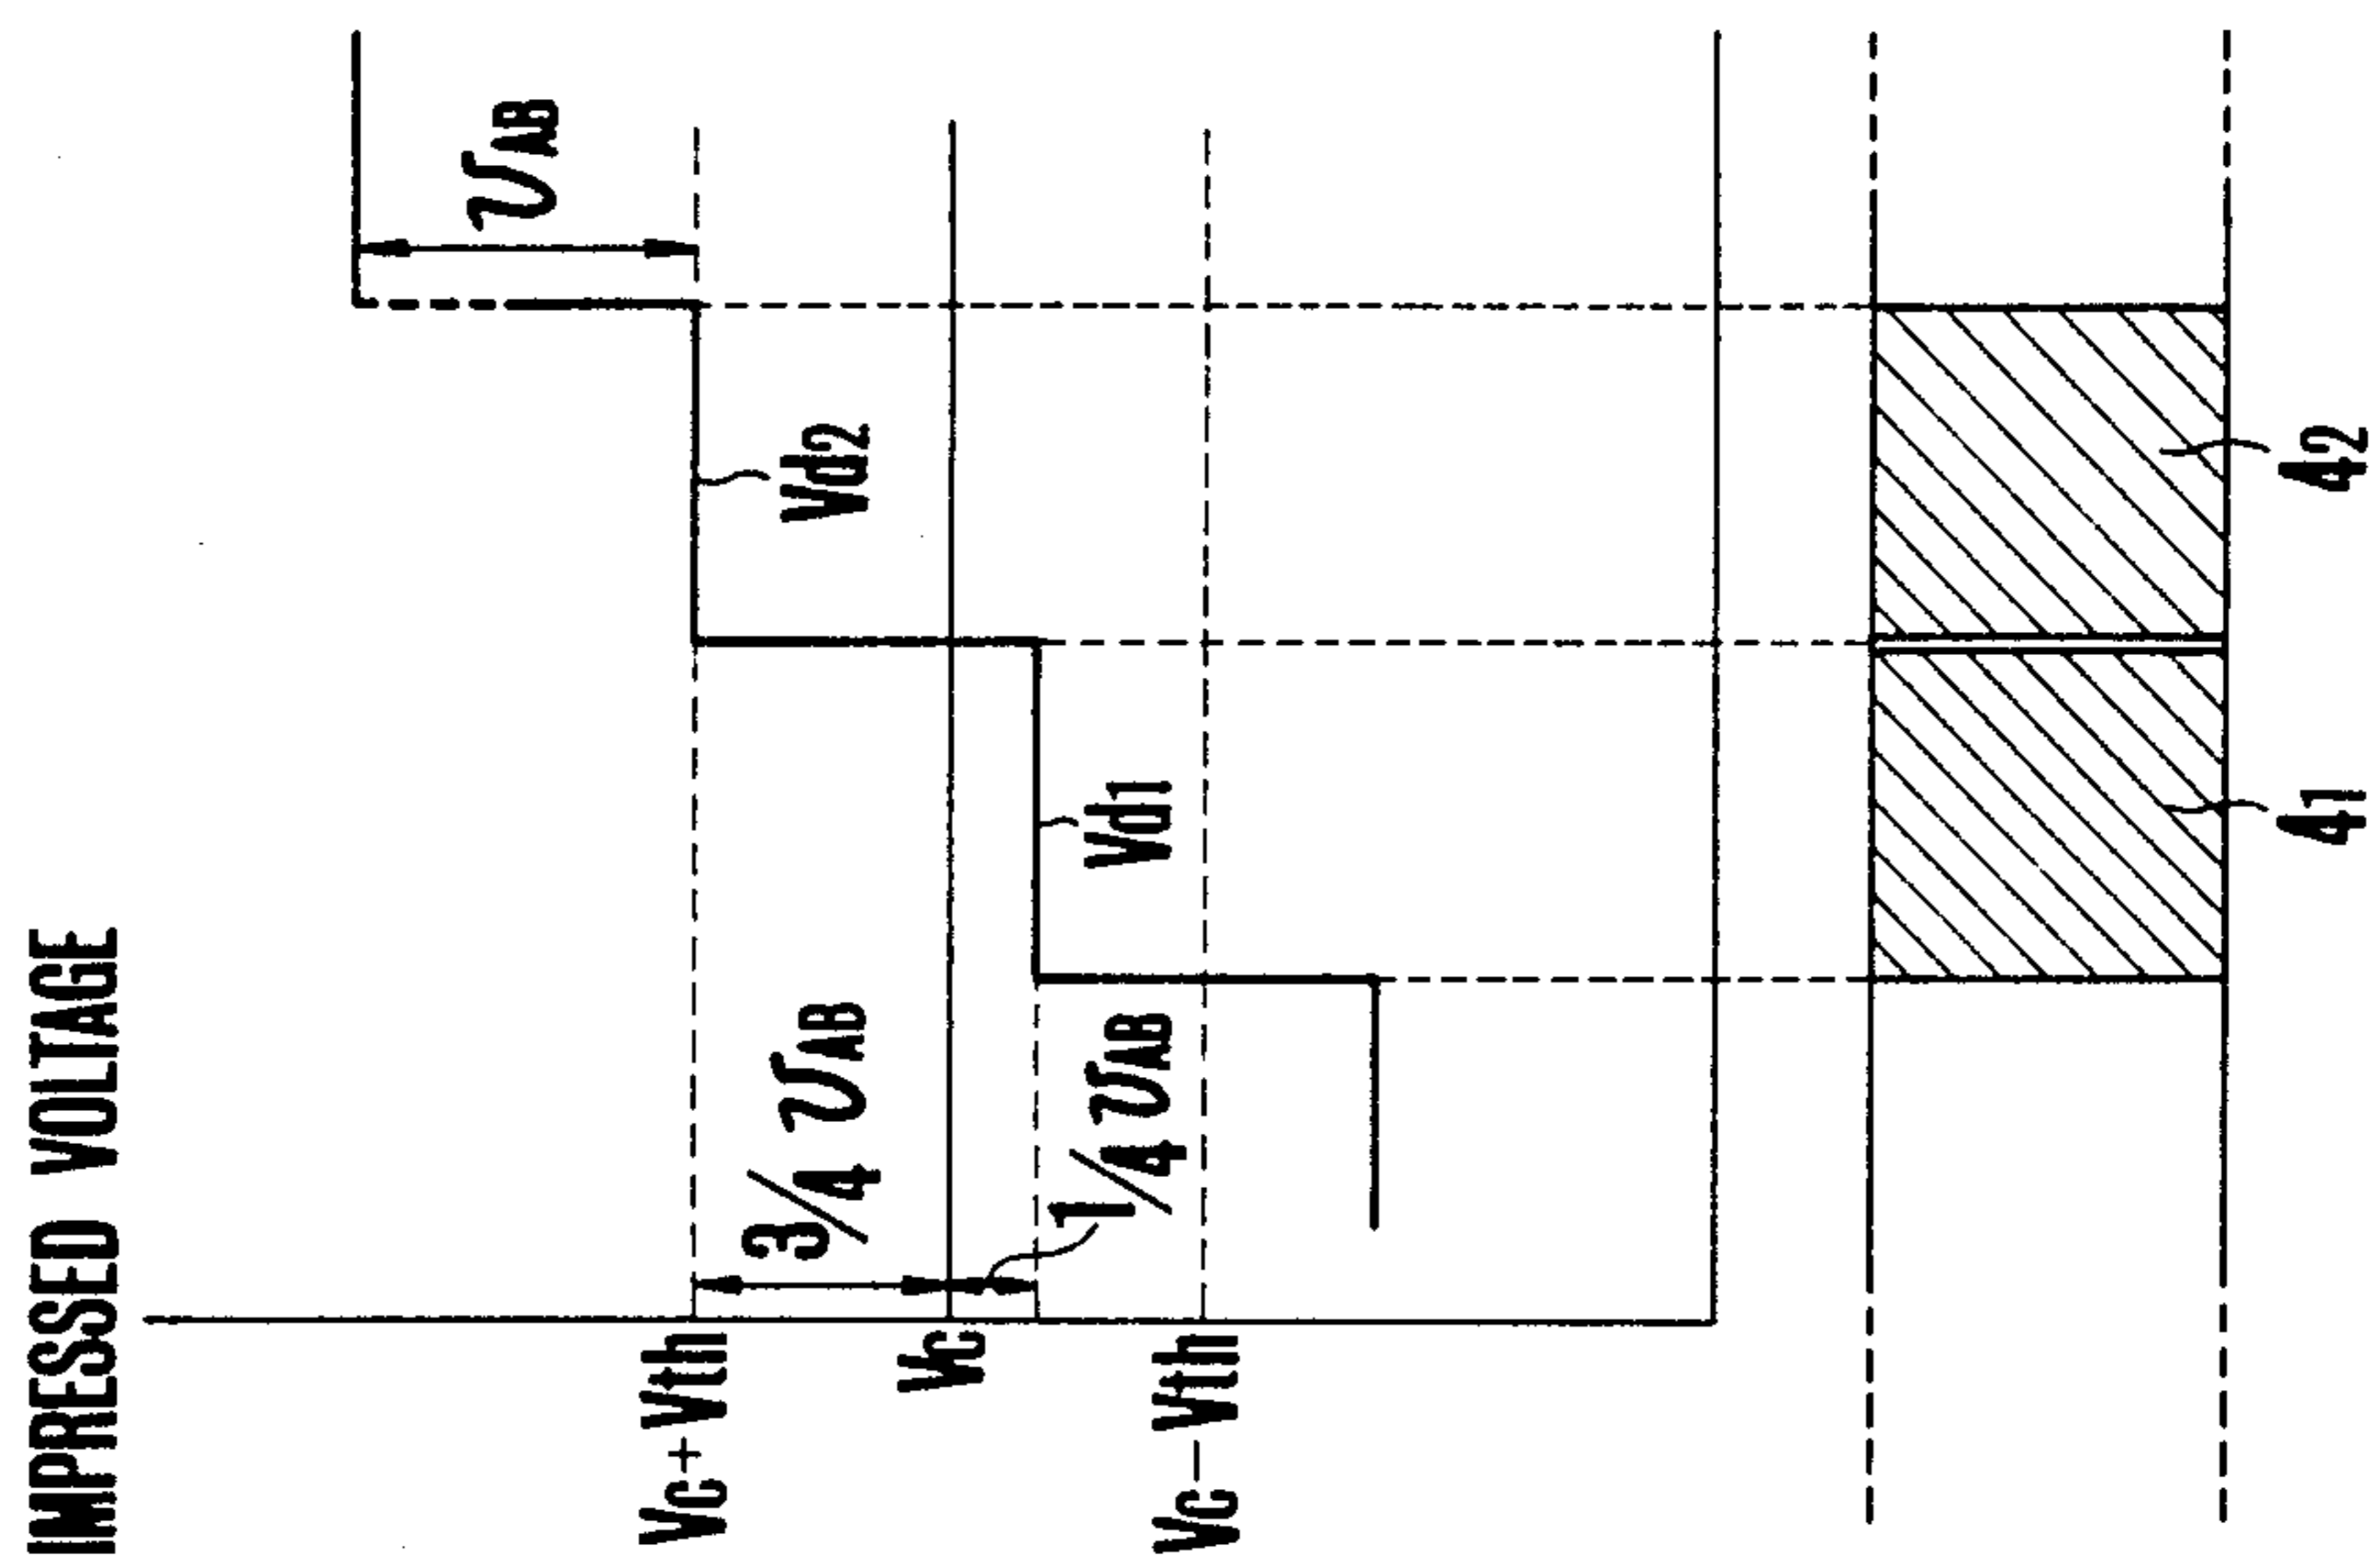 IMPRESSED VOLTAGE
𝓥AB
Vc+Vth
3/4 𝓥AB
Vd2
Vc
1/4 𝓥AB
Vd1
Vc−Vth
41
42